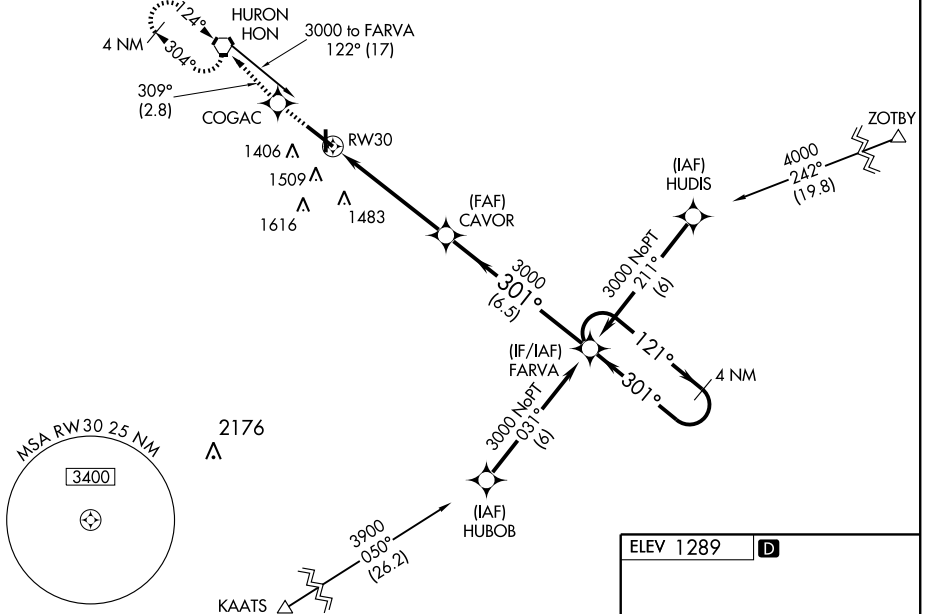 HURON
HON
124°
304°
4 NM
3000 to FARVA
122° (17)
309°
(2.8)
COGAC
RW30
1406
1509
1616
1483
ZOTBY
4000
242°
(19.8)
(IAF)
HUDIS
(FAF)
CAVOR
3000 NoPT
211°
(6)
3000
301°
(6.5)
(IF/IAF)
FARVA
121°
301°
4 NM
3000 NoPT
031°
(6)
MSA RW30 25 NM
3400
2176
(IAF)
HUBOB
3900
050°
(26.2)
KAATS
ELEV 1289 D